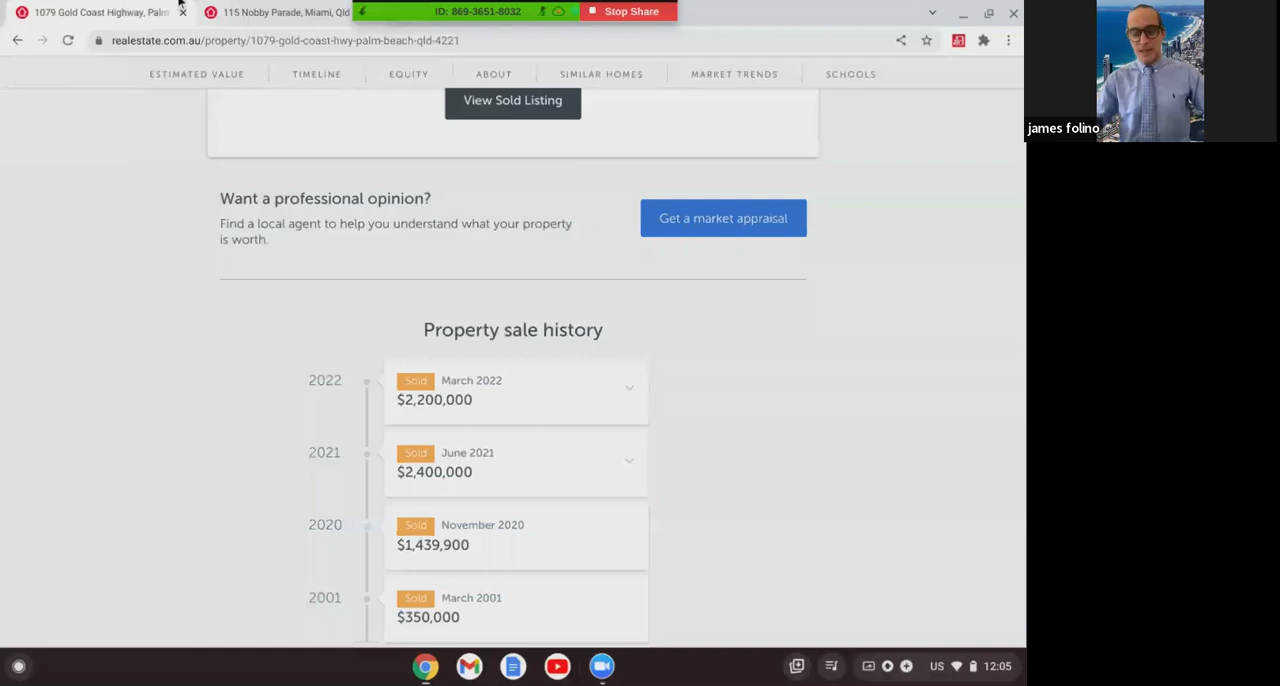 1079 Gold Coast Highway, Palm
115 Nobby Parade, Miami, Qld
ID: 869-3651-8032
Stop Share
realestate.com.au/property/1079-gold-coast-hwy-palm-beach-qld-4221
ESTIMATED VALUE
TIMELINE
EQUITY
ABOUT
SIMILAR HOMES
MARKET TRENDS
SCHOOLS
View Sold Listing
james folino
Want a professional opinion?
Find a local agent to help you understand what your property
is worth.
Get a market appraisal
Property sale history
2022
Sold March 2022
$2,200,000
2021
Sold June 2021
$2,400,000
2020
Sold November 2020
$1,439,900
2001
Sold March 2001
$350,000
US 12:05